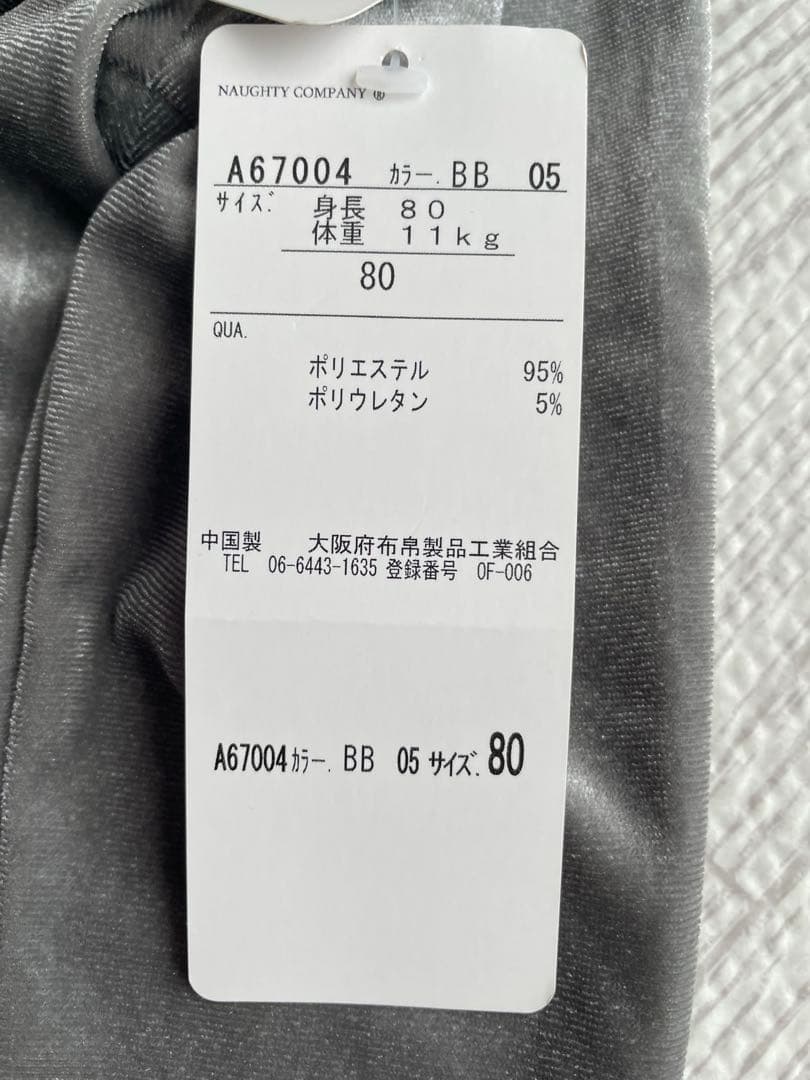 NAUGHTY COMPANY ®
A67004 カラー. BB 05
サイズ. 身長 80
体重 11kg
80
QUA.
ポリエステル 95%
ポリウレタン 5%
中国製 大阪府布帛製品工業組合
TEL 06-6443-1635 登録番号 OF-006
A67004 カラー. BB 05 サイズ. 80